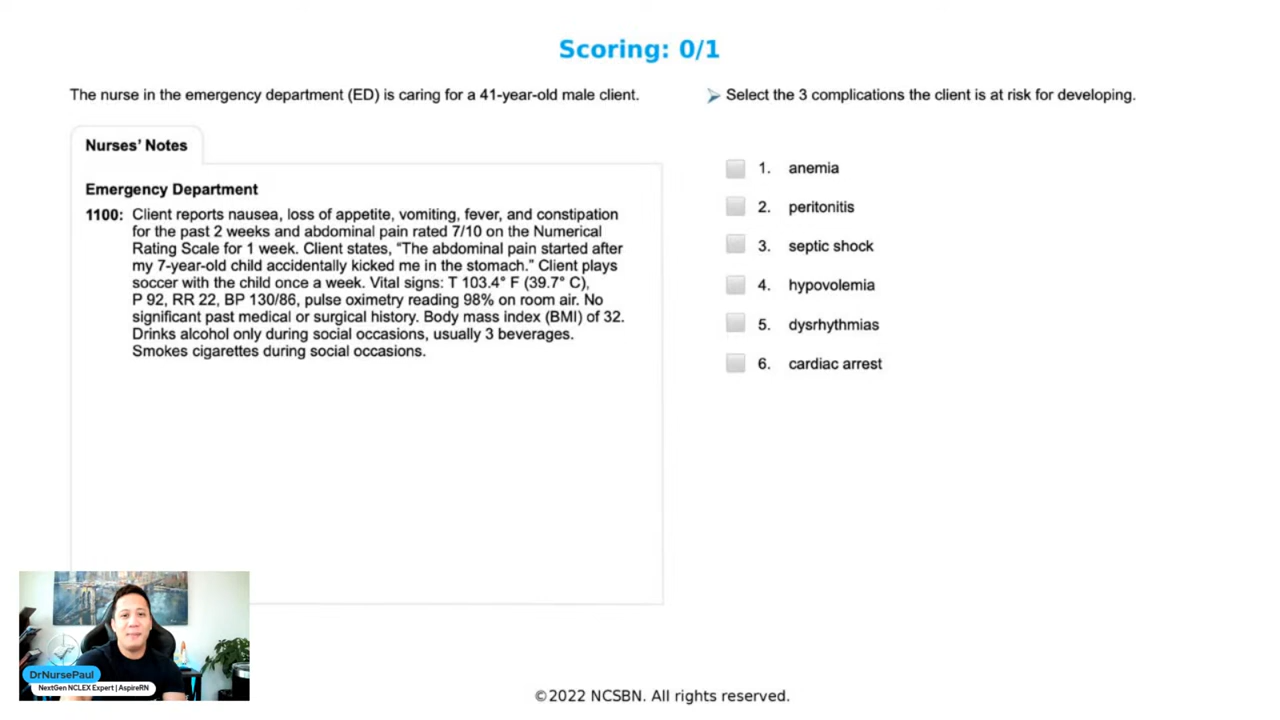 Scoring: 0/1
The nurse in the emergency department (ED) is caring for a 41-year-old male client.
Nurses' Notes
Emergency Department
1100: Client reports nausea, loss of appetite, vomiting, fever, and constipation
for the past 2 weeks and abdominal pain rated 7/10 on the Numerical
Rating Scale for 1 week. Client states, "The abdominal pain started after
my 7-year-old child accidentally kicked me in the stomach." Client plays
soccer with the child once a week. Vital signs: T 103.4° F (39.7° C),
P 92, RR 22, BP 130/86, pulse oximetry reading 98% on room air. No
significant past medical or surgical history. Body mass index (BMI) of 32.
Drinks alcohol only during social occasions, usually 3 beverages.
Smokes cigarettes during social occasions.
Select the 3 complications the client is at risk for developing.
1. anemia
2. peritonitis
3. septic shock
4. hypovolemia
5. dysrhythmias
6. cardiac arrest
DrNursePaul
NextGen NCLEX Expert | AspireRN
©2022 NCSBN. All rights reserved.